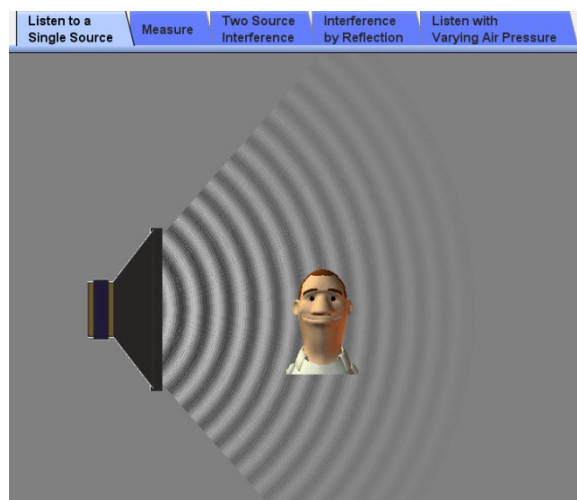 Listen to a
Single Source
Measure
Two Source
Interference
Interference
by Reflection
Listen with
Varying Air Pressure